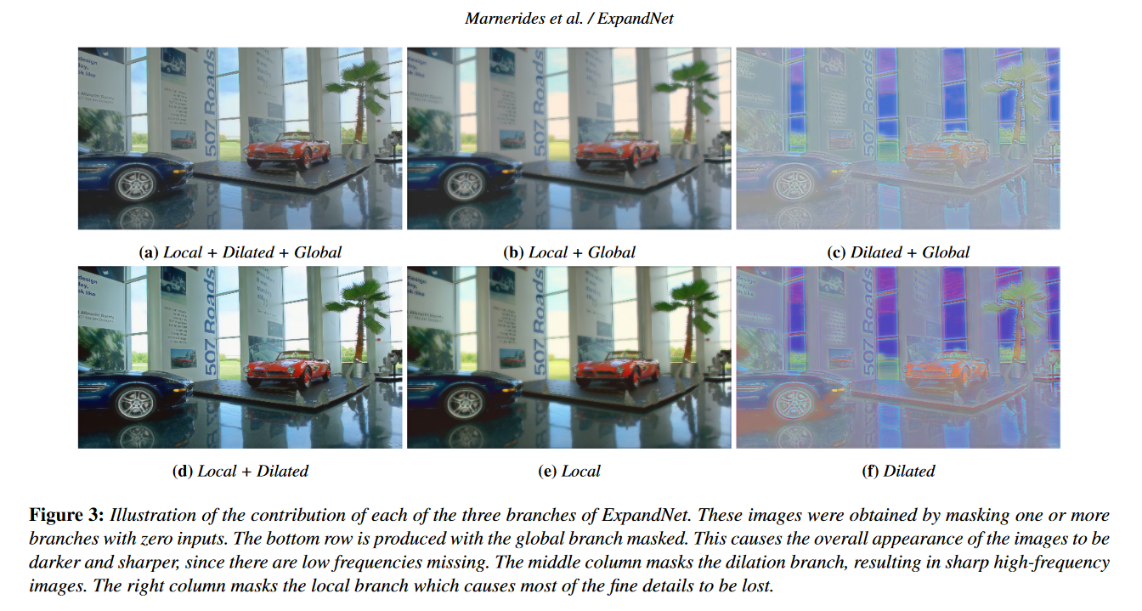 Marnerides et al. / ExpandNet
507 Roads
507 Roads
507 Roads
(a) Local + Dilated + Global
(b) Local + Global
(c) Dilated + Global
507 Roads
507 Roads
507 Roads
(d) Local + Dilated
(e) Local
(f) Dilated
Figure 3: Illustration of the contribution of each of the three branches of ExpandNet. These images were obtained by masking one or more
branches with zero inputs. The bottom row is produced with the global branch masked. This causes the overall appearance of the images to be
darker and sharper, since there are low frequencies missing. The middle column masks the dilation branch, resulting in sharp high-frequency
images. The right column masks the local branch which causes most of the fine details to be lost.